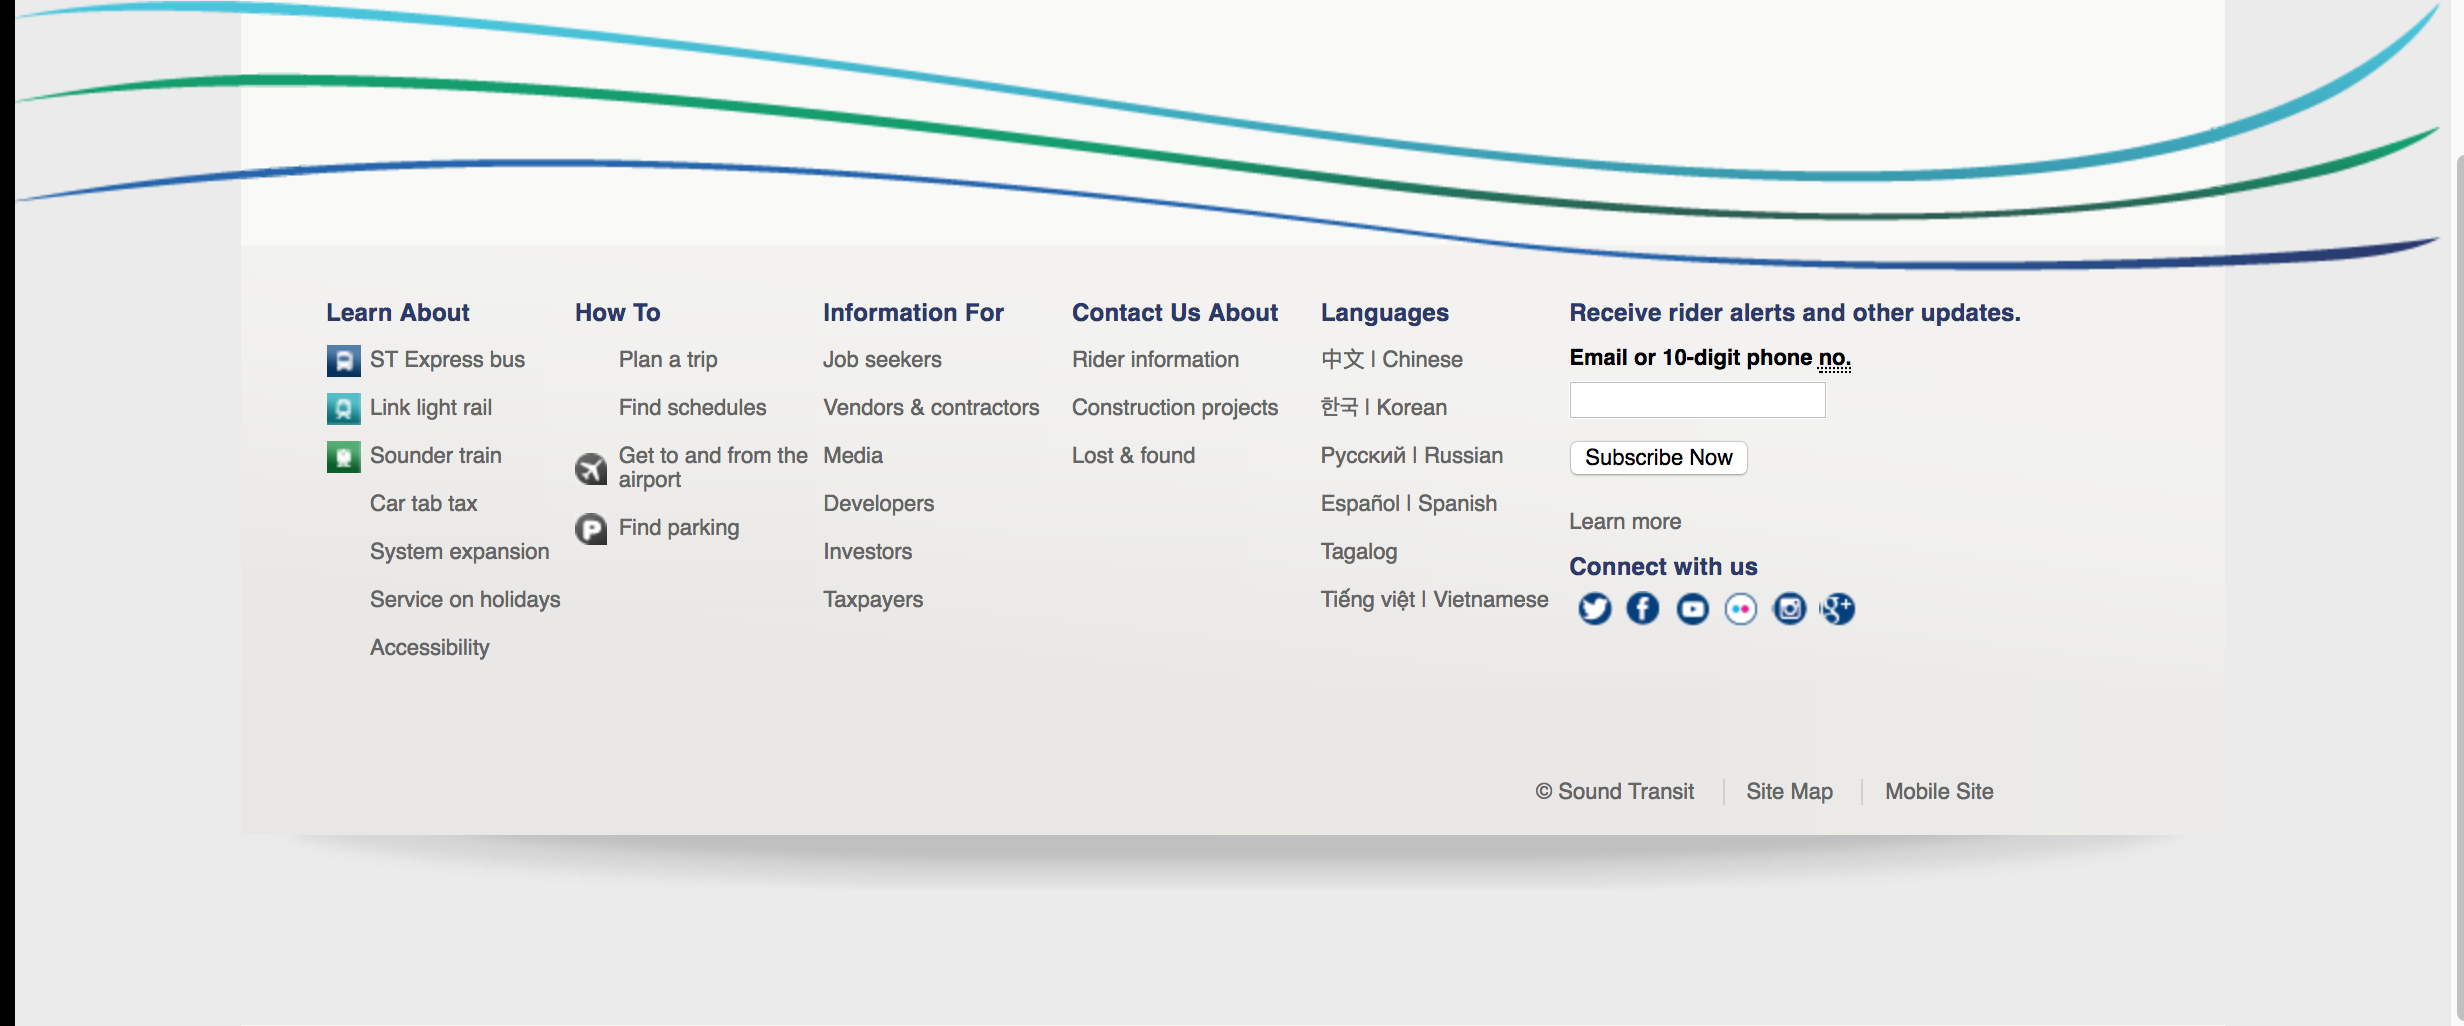 Learn About
ST Express bus
Link light rail
Sounder train
Car tab tax
System expansion
Service on holidays
Accessibility
How To
Plan a trip
Find schedules
Get to and from the
airport
Find parking
Information For
Job seekers
Vendors & contractors
Media
Developers
Investors
Taxpayers
Contact Us About
Rider information
Construction projects
Lost & found
Languages
中文 | Chinese
한국 | Korean
Русский | Russian
Español | Spanish
Tagalog
Tiếng việt | Vietnamese
Receive rider alerts and other updates.
Email or 10-digit phone no.
Subscribe Now
Learn more
Connect with us
© Sound Transit
Site Map
Mobile Site